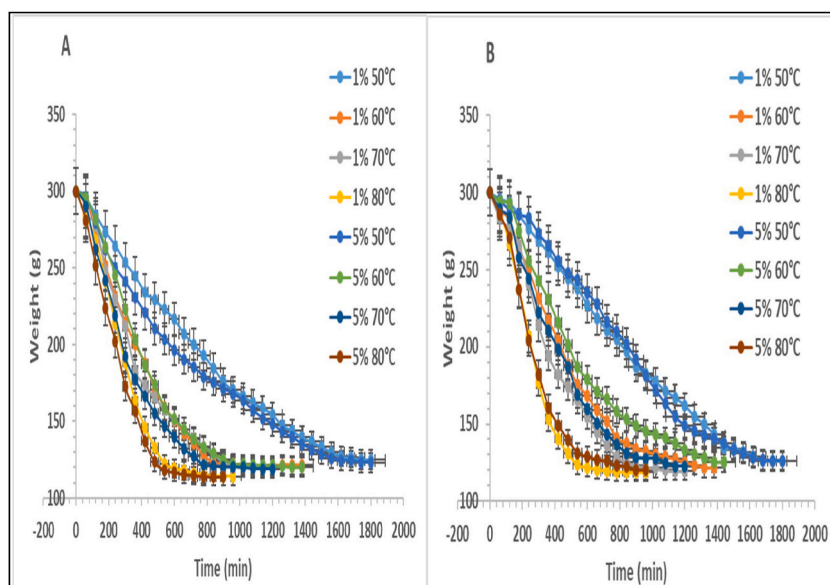 A
1% 50°C
1% 60°C
1% 70°C
1% 80°C
5% 50°C
5% 60°C
5% 70°C
5% 80°C
350
300
250
200
150
100
Weight (g)
-200 0 200 400 600 800 1000 1200 1400 1600 1800 2000
Time (min)
B
1% 50°C
1% 60°C
1% 70°C
1% 80°C
5% 50°C
5% 60°C
5% 70°C
5% 80°C
350
300
250
200
150
100
Weight (g)
-200 0 200 400 600 800 1000 1200 1400 1600 1800 2000
Time (min)